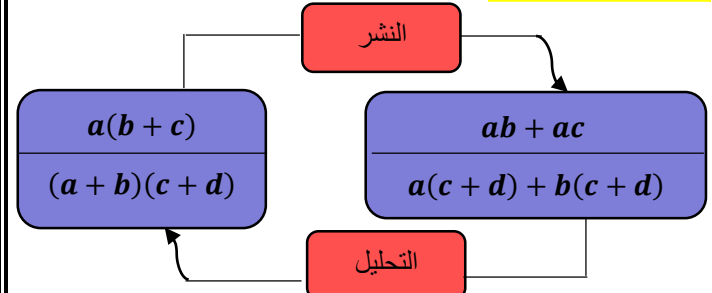 النشر
a(b + c)
(a + b)(c + d)
ab + ac
a(c + d) + b(c + d)
التحليل